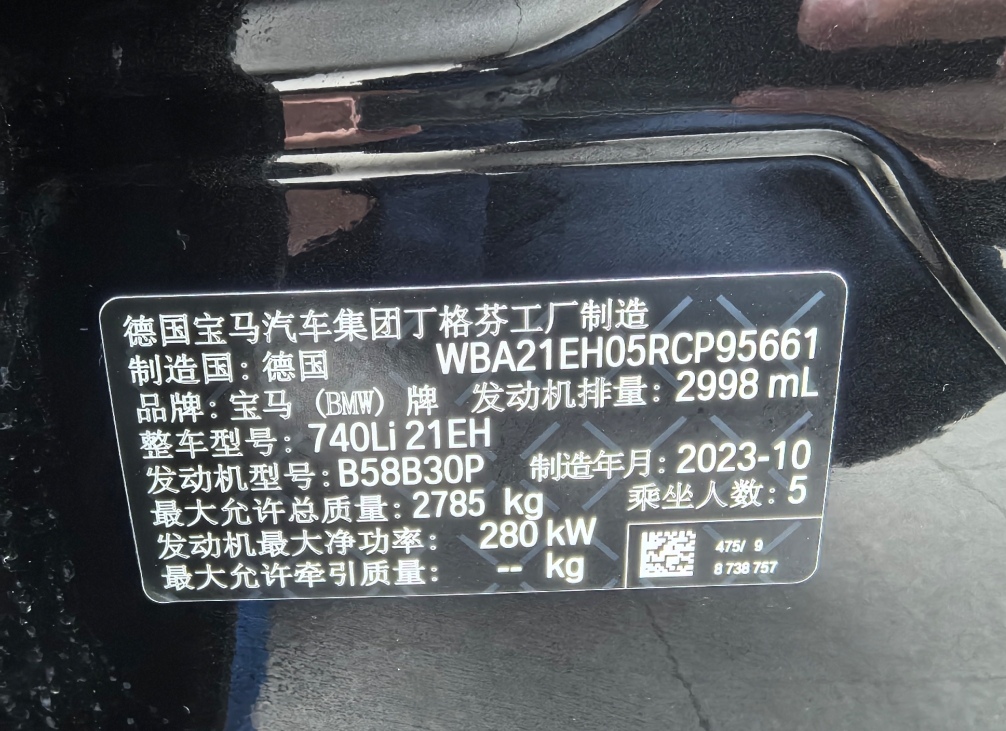 德国宝马汽车集团丁格芬工厂制造
制造国: 德国 WBA21EH05RCP95661
品牌: 宝马 (BMW) 牌 发动机排量: 2998 mL
整车型号: 740Li 21EH
发动机型号: B58B30P 制造年月: 2023-10
最大允许总质量: 2785 kg 乘坐人数: 5
发动机最大净功率: 280 kW
最大允许牵引质量: -- kg
475/ 9
8 738 757